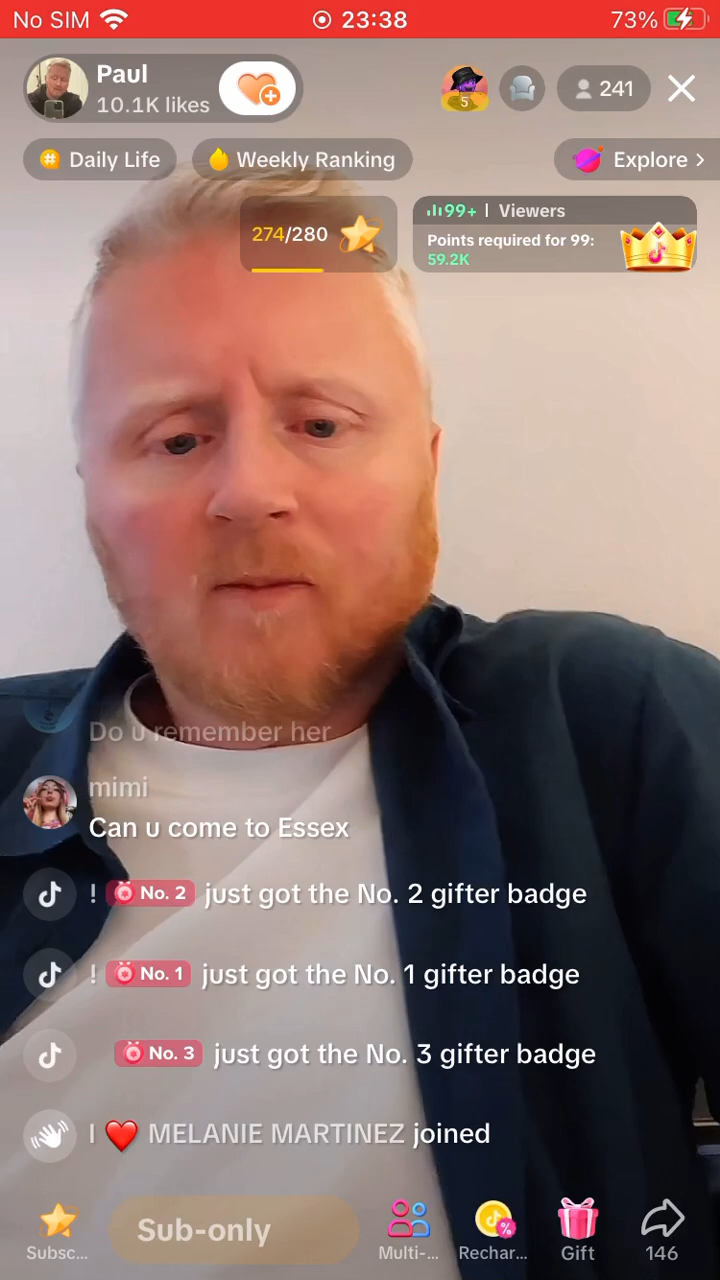 No SIM 23:38 73%
Paul
10.1K likes
5
241
# Daily Life
Weekly Ranking
Explore >
274/280
99+ | Viewers
Points required for 99:
59.2K
Do u remember her
mimi
Can u come to Essex
! No. 2 just got the No. 2 gifter badge
! No. 1 just got the No. 1 gifter badge
No. 3 just got the No. 3 gifter badge
I ❤️ MELANIE MARTINEZ joined
Sub-only
Subsc... Multi-... Rechar... Gift 146